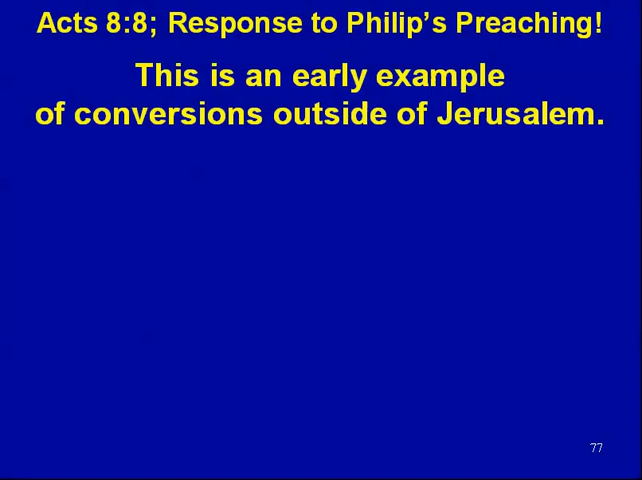 Acts 8:8; Response to Philip’s Preaching!
This is an early example
of conversions outside of Jerusalem.
77